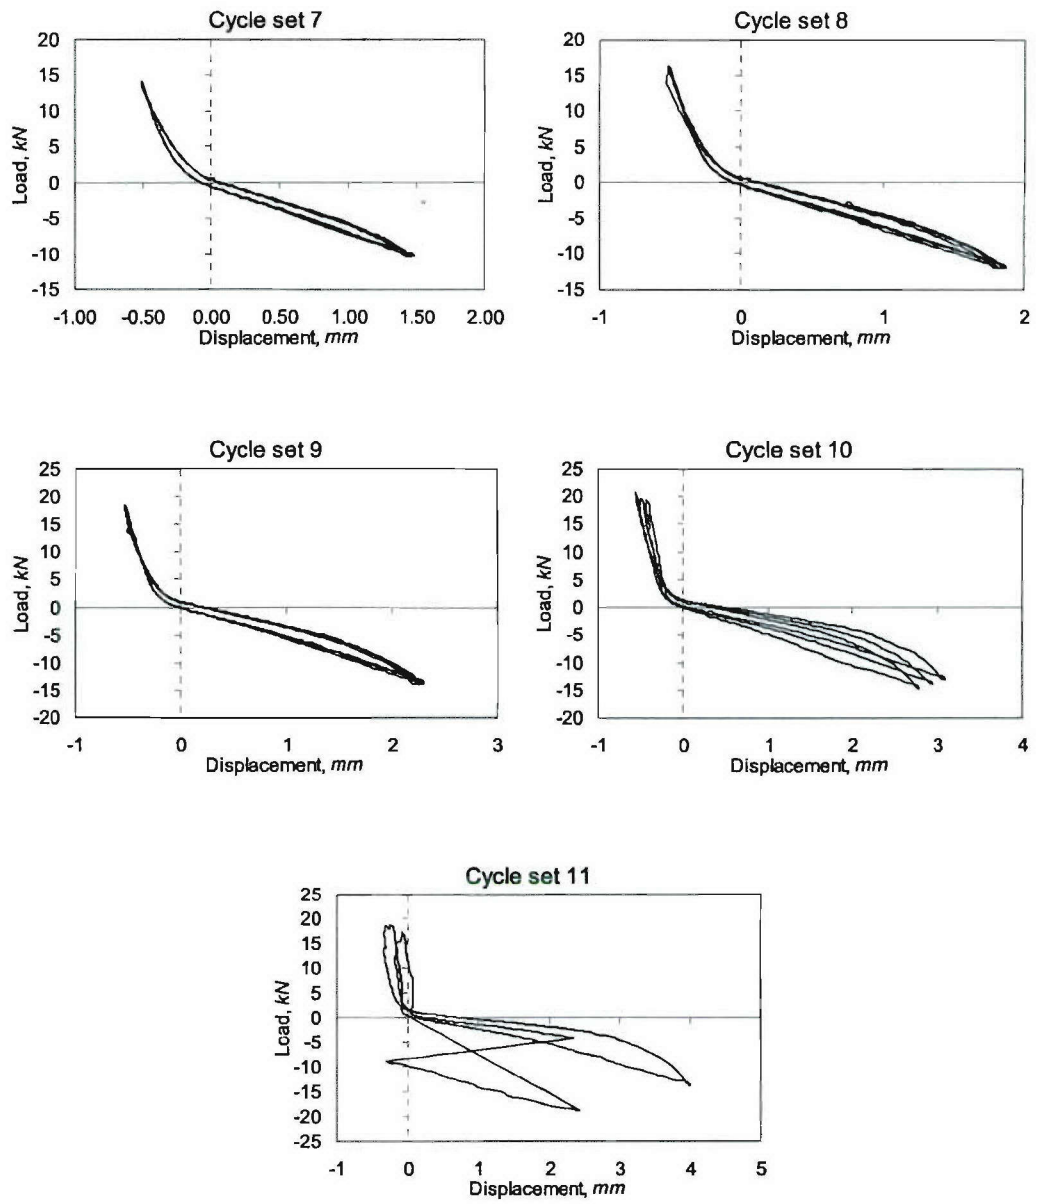 Cycle set 7
20
15
10
5
0
-5
-10
-15
Load, kN
-1.00 -0.50 0.00 0.50 1.00 1.50 2.00
Displacement, mm
Cycle set 8
20
15
10
5
0
-5
-10
-15
Load, kN
-1 0 1 2
Displacement, mm
Cycle set 9
25
20
15
10
5
0
-5
-10
-15
-20
Load, kN
-1 0 1 2 3
Displacement, mm
Cycle set 10
25
20
15
10
5
0
-5
-10
-15
-20
Load, kN
-1 0 1 2 3 4
Displacement, mm
Cycle set 11
25
20
15
10
5
0
-5
-10
-15
-20
-25
Load, kN
-1 0 1 2 3 4 5
Displacement, mm